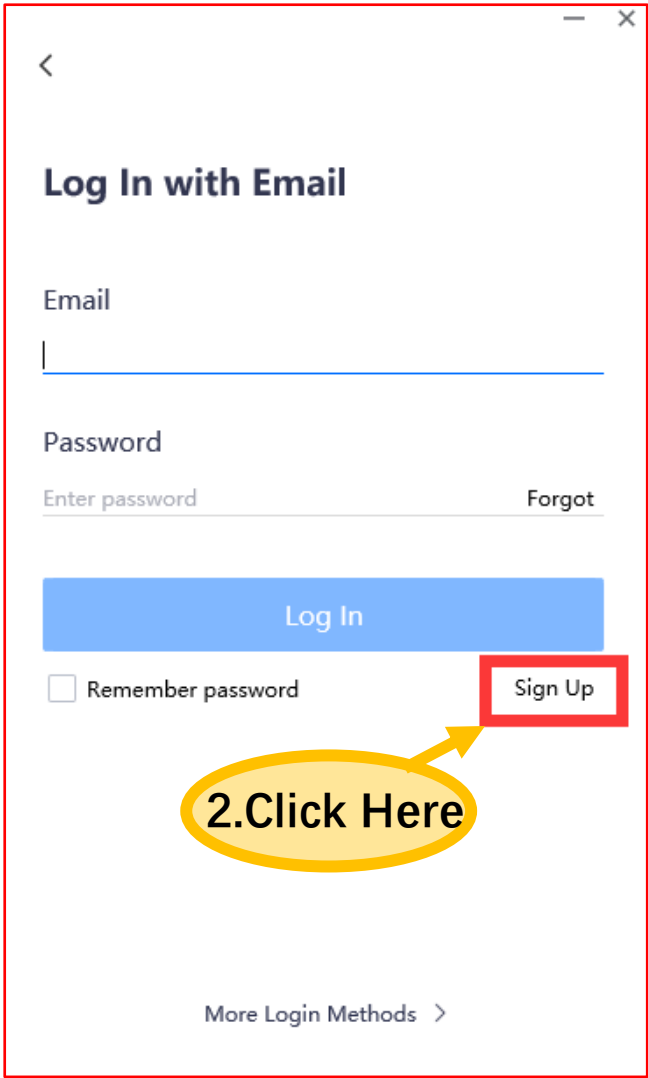 Log In with Email
Email
Password
Enter password Forgot
Log In
Remember password Sign Up
2.Click Here
More Login Methods >